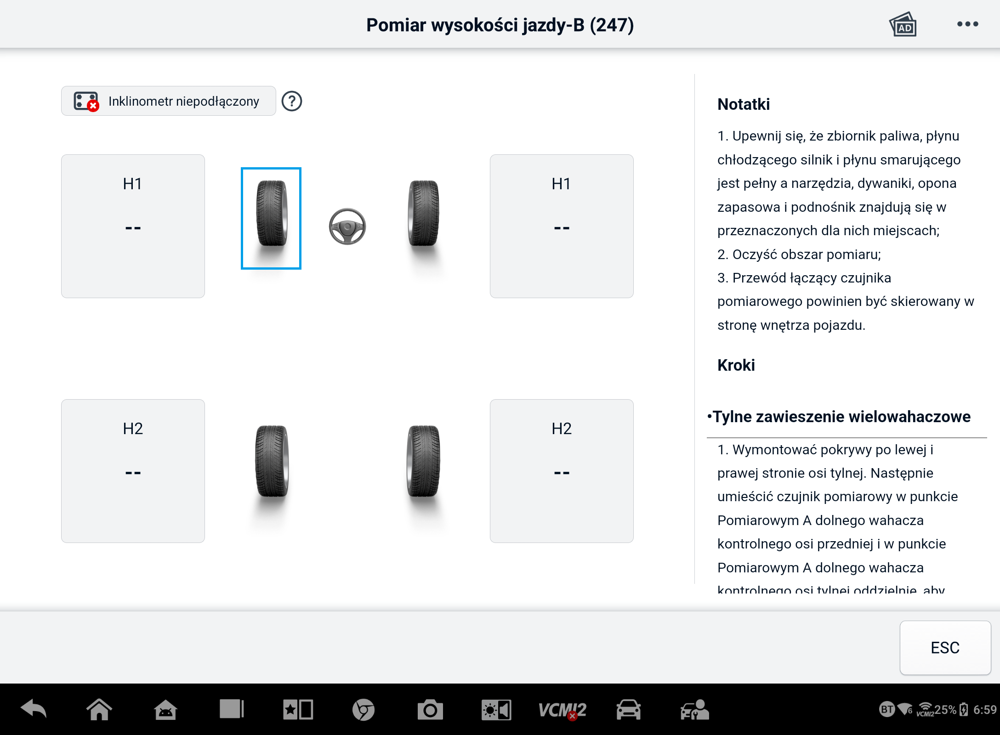 Pomiar wysokości jazdy-B (247)
AD
Inklinometr niepodłączony
?
H1
--
H1
--
H2
--
H2
--
Notatki
1. Upewnij się, że zbiornik paliwa, płynu
chłodzącego silnik i płynu smarującego
jest pełny a narzędzia, dywaniki, opona
zapasowa i podnośnik znajdują się w
przeznaczonych dla nich miejscach;
2. Oczyść obszar pomiaru;
3. Przewód łączący czujnika
pomiarowego powinien być skierowany w
stronę wnętrza pojazdu.
Kroki
•Tylne zawieszenie wielowahaczowe
1. Wymontować pokrywy po lewej i
prawej stronie osi tylnej. Następnie
umieścić czujnik pomiarowy w punkcie
Pomiarowym A dolnego wahacza
kontrolnego osi przedniej i w punkcie
Pomiarowym A dolnego wahacza
kontrolnego osi tylnej oddzielnie, aby
ESC
VCMI2
BT
6
VCMI2
25%
6:59